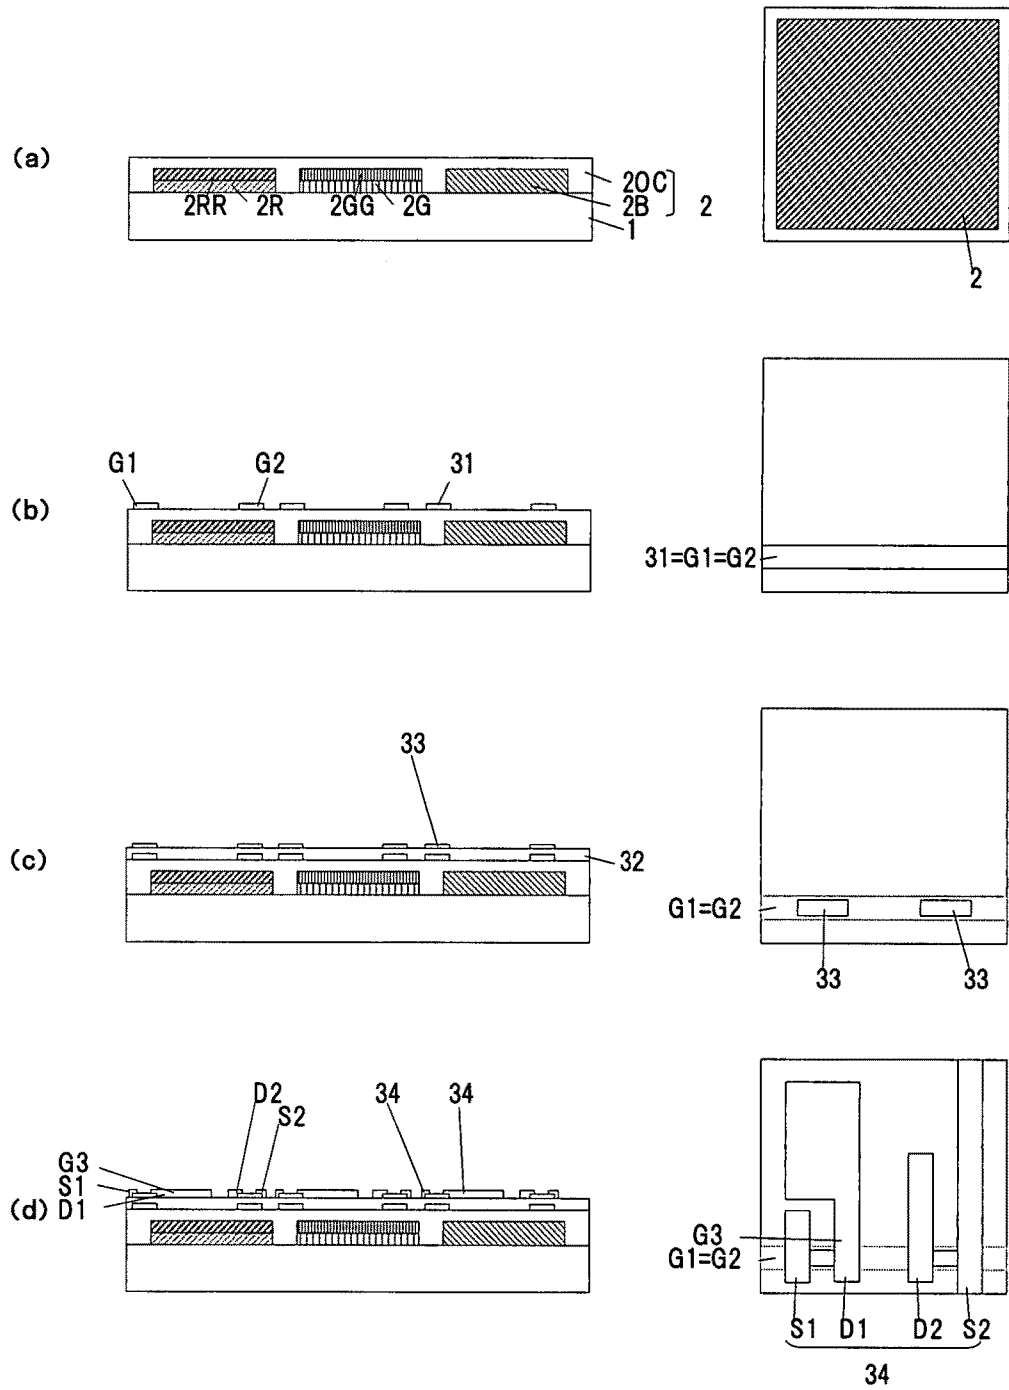 (a)
2RR 2R 2GG 2G
2OC
2B
2
1
2
(b)
G1 G2 31
31=G1=G2
(c)
33
32
G1=G2
33 33
(d)
D2 34 34
S2
G3
S1
D1
G3
G1=G2
S1 D1 D2 S2
34